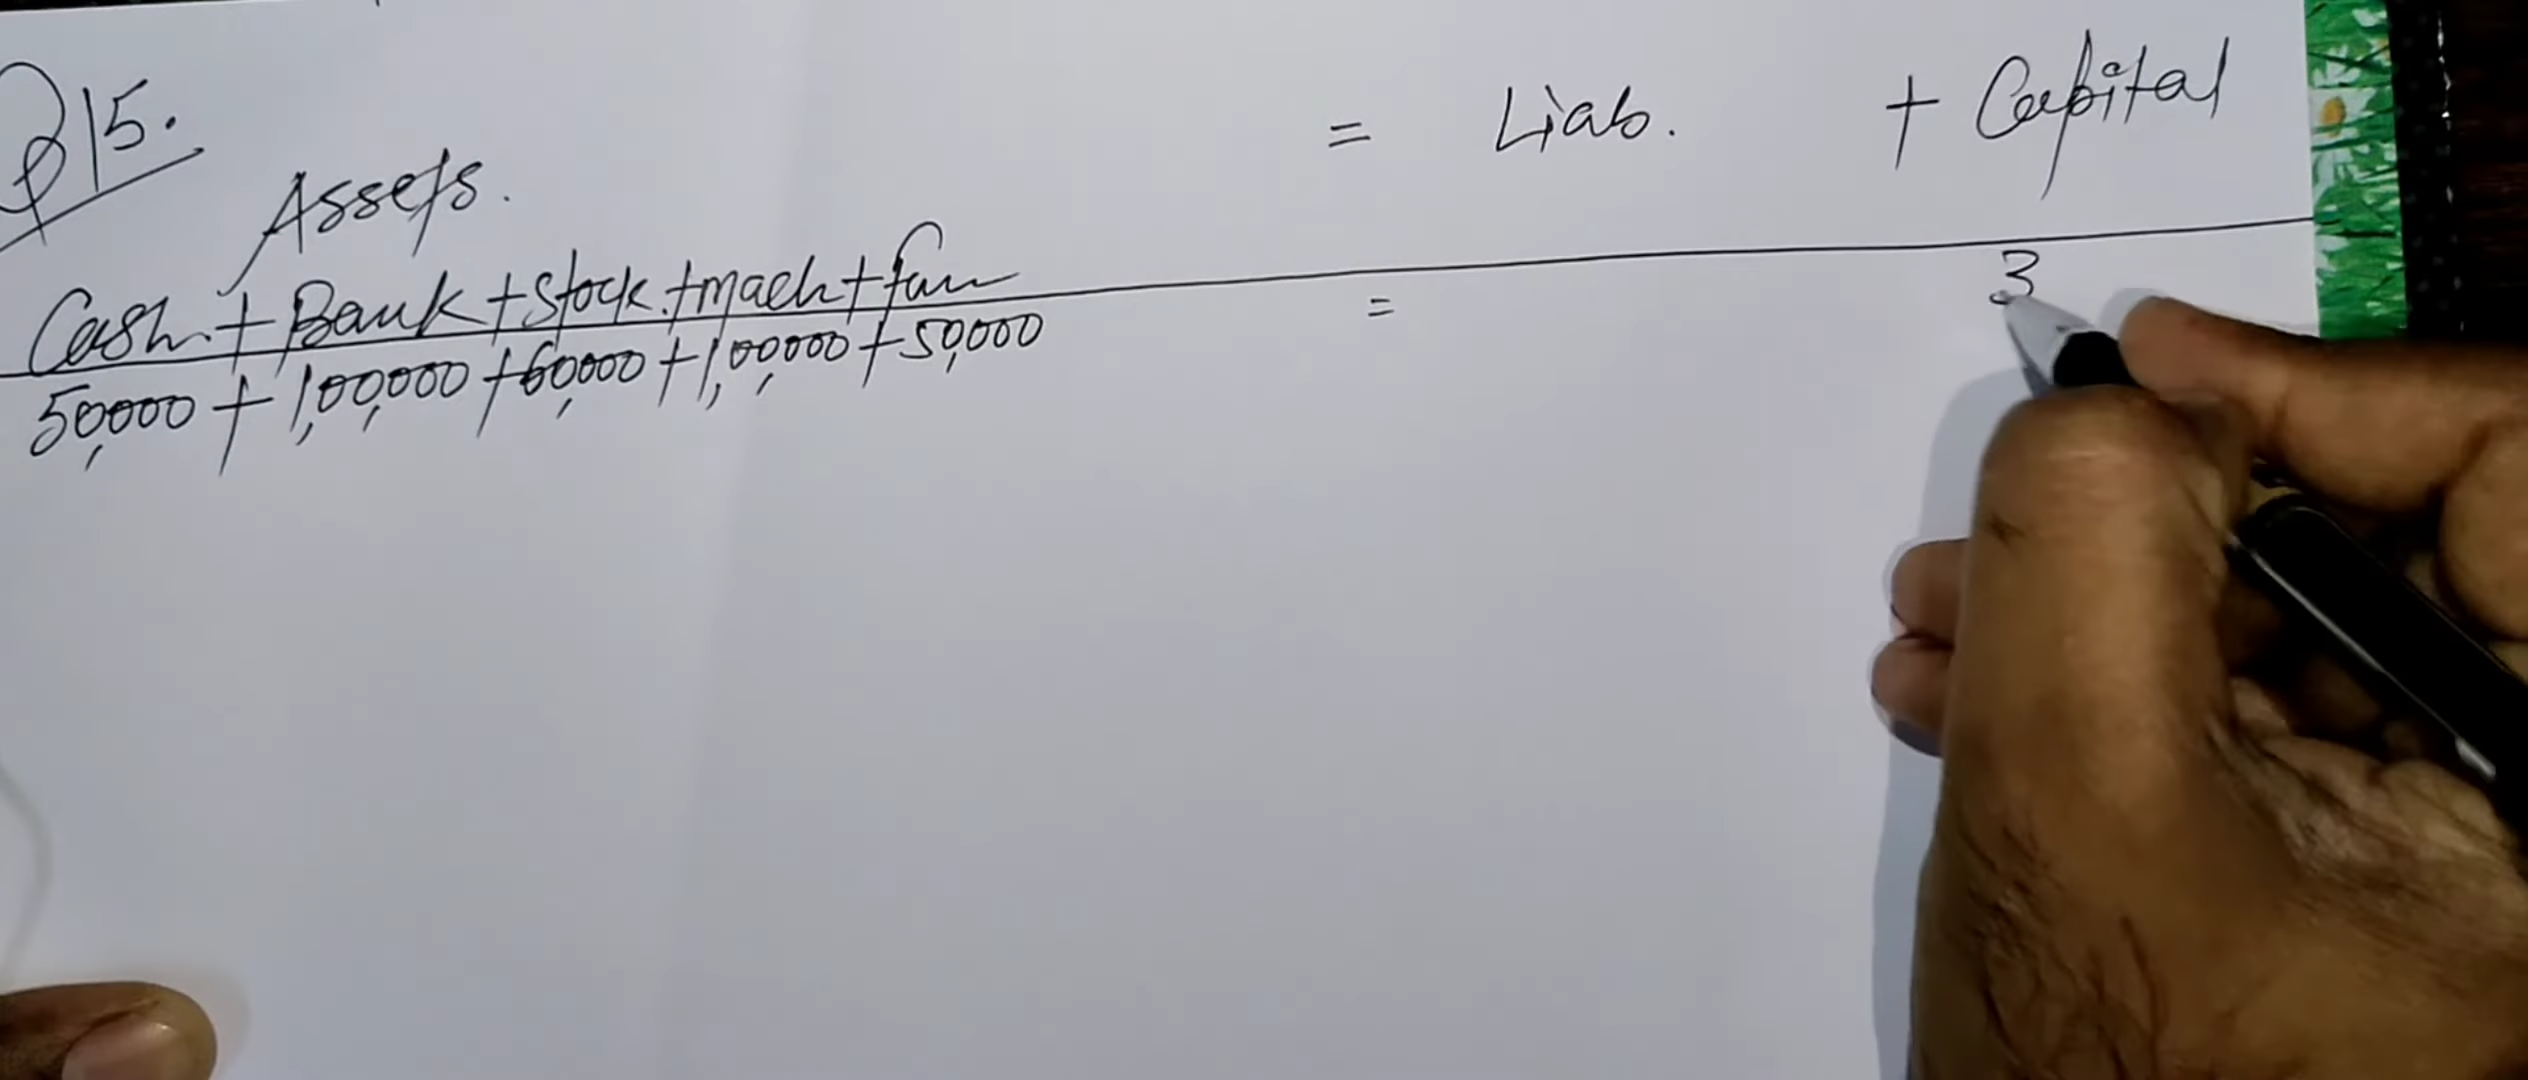 Q15.
Assets. = Liab. + Capital
Cash + Bank + Stock. + mach + fur
50,000 + 1,00,000 + 60,000 + 1,00,000 + 50,000 = 3